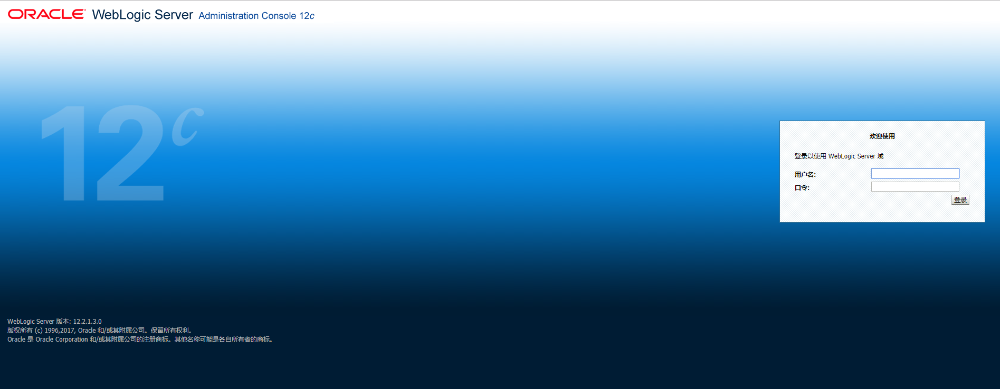 ORACLE® WebLogic Server Administration Console 12c
12c
欢迎使用
登录以使用 WebLogic Server 域
用户名:
口令:
登录
WebLogic Server 版本: 12.2.1.3.0
版权所有 (c) 1996,2017, Oracle 和/或其附属公司。保留所有权利。
Oracle 是 Oracle Corporation 和/或其附属公司的注册商标。其他名称可能是各自所有者的商标。